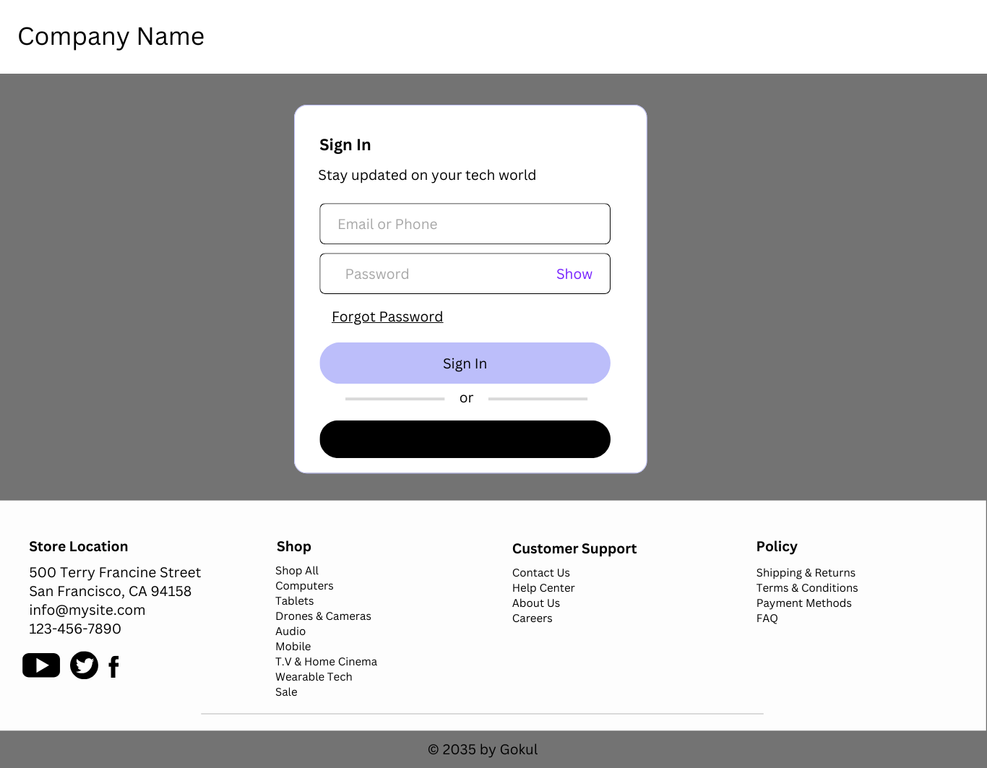 Company Name
Sign In
Stay updated on your tech world
Email or Phone
Password
Show
Forgot Password
Sign In
or
Store Location
500 Terry Francine Street
San Francisco, CA 94158
info@mysite.com
123-456-7890
Shop
Shop All
Computers
Tablets
Drones & Cameras
Audio
Mobile
T.V & Home Cinema
Wearable Tech
Sale
Customer Support
Contact Us
Help Center
About Us
Careers
Policy
Shipping & Returns
Terms & Conditions
Payment Methods
FAQ
© 2035 by Gokul